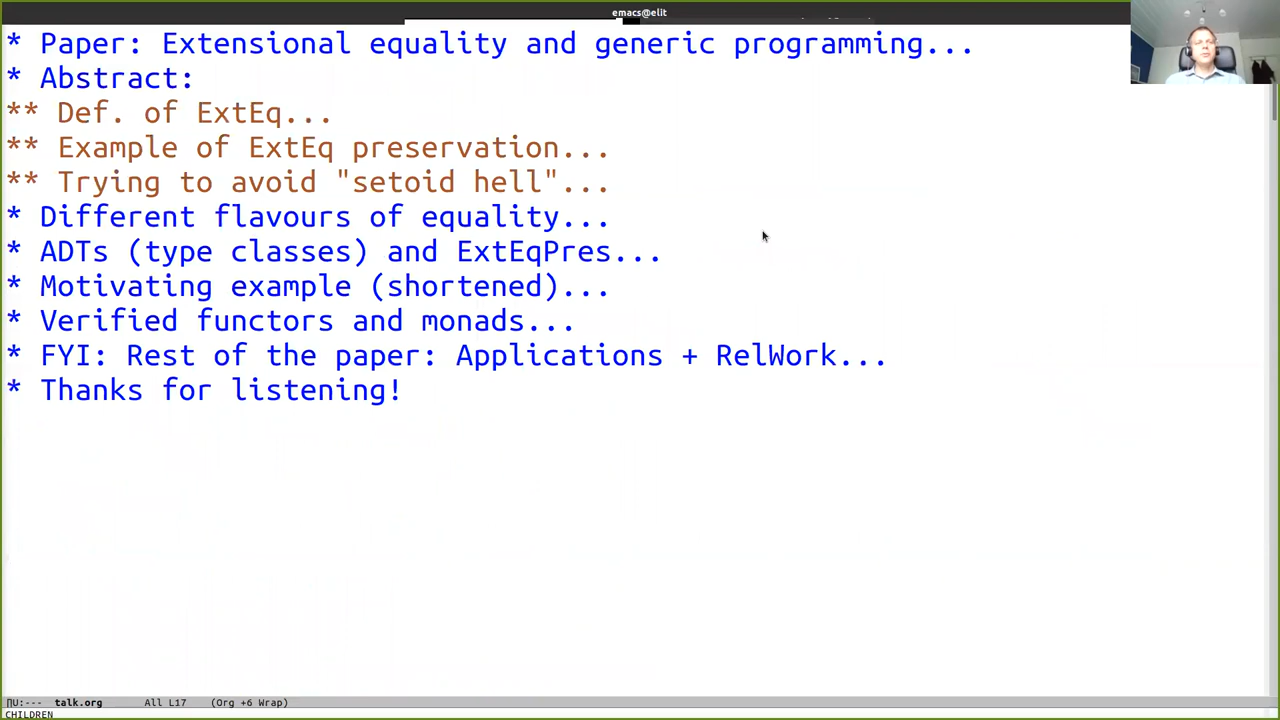 emacs@elit
* Paper: Extensional equality and generic programming...
* Abstract:
** Def. of ExtEq...
** Example of ExtEq preservation...
** Trying to avoid "setoid hell"...
* Different flavours of equality...
* ADTs (type classes) and ExtEqPres...
* Motivating example (shortened)...
* Verified functors and monads...
* FYI: Rest of the paper: Applications + RelWork...
* Thanks for listening!
U:--- talk.org All L17 (Org +6 Wrap)
CHILDREN